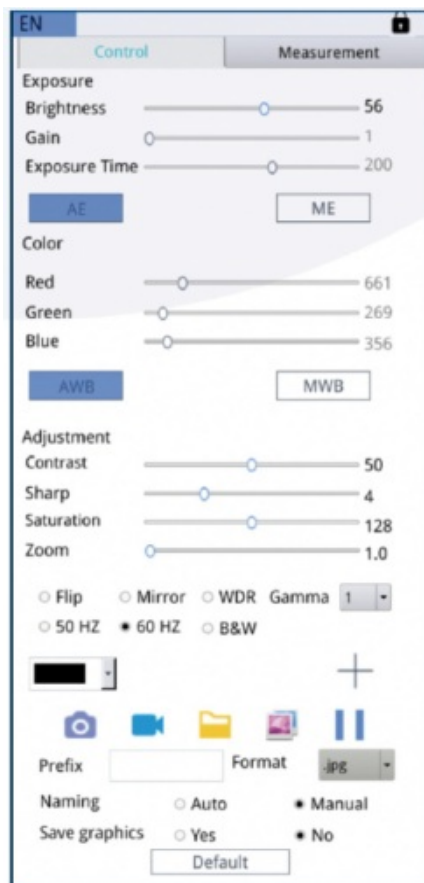 EN
Control Measurement
Exposure
Brightness 56
Gain 1
Exposure Time 200
AE ME
Color
Red 661
Green 269
Blue 356
AWB MWB
Adjustment
Contrast 50
Sharp 4
Saturation 128
Zoom 1.0
Flip Mirror WDR Gamma 1
50 HZ 60 HZ B&W
Prefix Format .jpg
Naming Auto Manual
Save graphics Yes No
Default